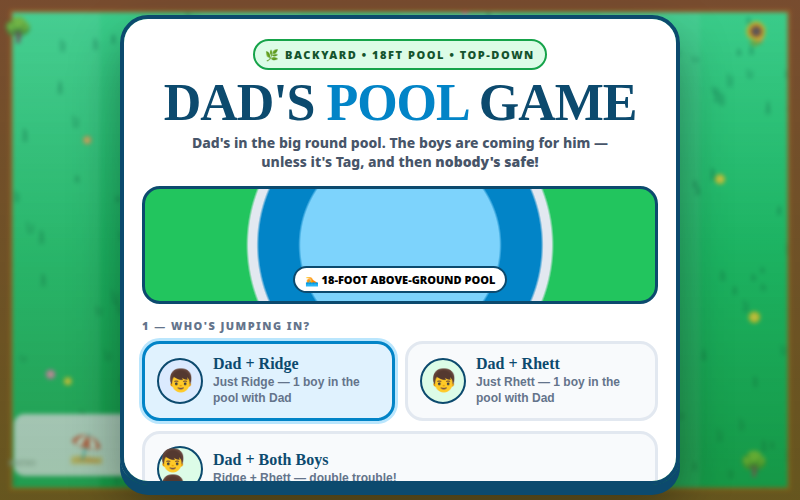 🌿 BACKYARD • 18FT POOL • TOP-DOWN
DAD'S POOL GAME
Dad's in the big round pool. The boys are coming for him —
unless it's Tag, and then nobody's safe!
🏊 18-FOOT ABOVE-GROUND POOL
1 — WHO'S JUMPING IN?
Dad + Ridge
Just Ridge — 1 boy in the
pool with Dad
Dad + Rhett
Just Rhett — 1 boy in the
pool with Dad
Dad + Both Boys
Ridge + Rhett — double trouble!